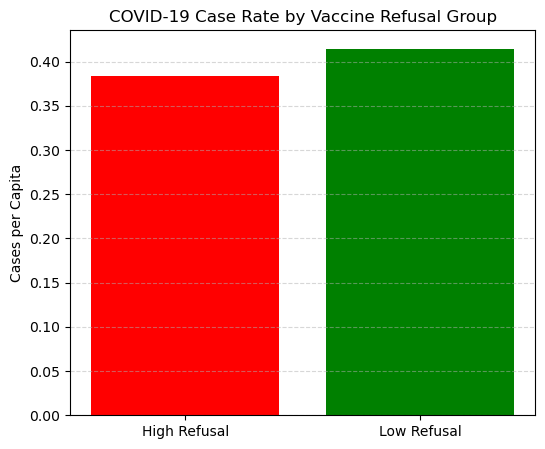 COVID-19 Case Rate by Vaccine Refusal Group
Cases per Capita
0.40
0.35
0.30
0.25
0.20
0.15
0.10
0.05
0.00
High Refusal
Low Refusal